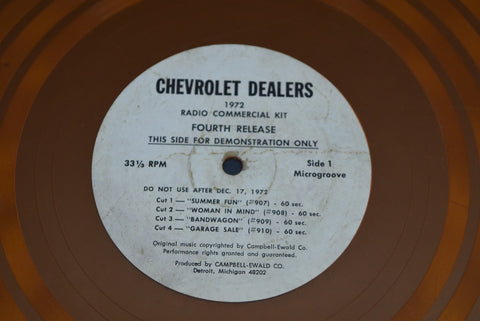 CHEVROLET DEALERS
1972
RADIO COMMERCIAL KIT
FOURTH RELEASE
THIS SIDE FOR DEMONSTRATION ONLY
33⅓ RPM
Side 1
Microgroove
DO NOT USE AFTER DEC. 17, 1972
Cut 1 — "SUMMER FUN" (#907) - 60 sec.
Cut 2 — "WOMAN IN MIND" (#908) - 60 sec.
Cut 3 — "BANDWAGON" (#909) - 60 sec.
Cut 4 — "GARAGE SALE" (#910) - 60 sec.
Original music copyrighted by Campbell-Ewald Co.
Performance rights granted and guaranteed.
Produced by CAMPBELL-EWALD CO.
Detroit, Michigan 48202